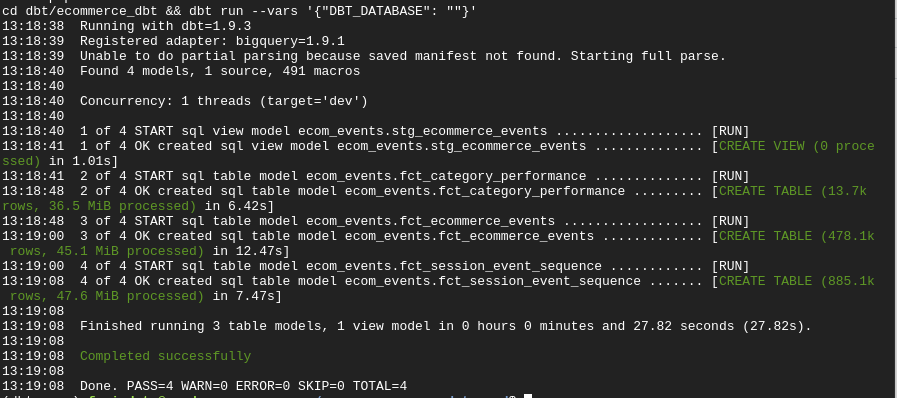 cd dbt/ecommerce_dbt && dbt run --vars '{"DBT_DATABASE": ""}'
13:18:38  Running with dbt=1.9.3
13:18:39  Registered adapter: bigquery=1.9.1
13:18:39  Unable to do partial parsing because saved manifest not found. Starting full parse.
13:18:40  Found 4 models, 1 source, 491 macros
13:18:40
13:18:40  Concurrency: 1 threads (target='dev')
13:18:40
13:18:40  1 of 4 START sql view model ecom_events.stg_ecommerce_events ................... [RUN]
13:18:41  1 of 4 OK created sql view model ecom_events.stg_ecommerce_events .............. [CREATE VIEW (0 proce
ssed) in 1.01s]
13:18:41  2 of 4 START sql table model ecom_events.fct_category_performance .............. [RUN]
13:18:48  2 of 4 OK created sql table model ecom_events.fct_category_performance ......... [CREATE TABLE (13.7k
rows, 36.5 MiB processed) in 6.42s]
13:18:48  3 of 4 START sql table model ecom_events.fct_ecommerce_events .................. [RUN]
13:19:00  3 of 4 OK created sql table model ecom_events.fct_ecommerce_events ............. [CREATE TABLE (478.1k
 rows, 45.1 MiB processed) in 12.47s]
13:19:00  4 of 4 START sql table model ecom_events.fct_session_event_sequence ............ [RUN]
13:19:08  4 of 4 OK created sql table model ecom_events.fct_session_event_sequence ....... [CREATE TABLE (885.1k
 rows, 47.6 MiB processed) in 7.47s]
13:19:08
13:19:08  Finished running 3 table models, 1 view model in 0 hours 0 minutes and 27.82 seconds (27.82s).
13:19:08
13:19:08  Completed successfully
13:19:08
13:19:08  Done. PASS=4 WARN=0 ERROR=0 SKIP=0 TOTAL=4